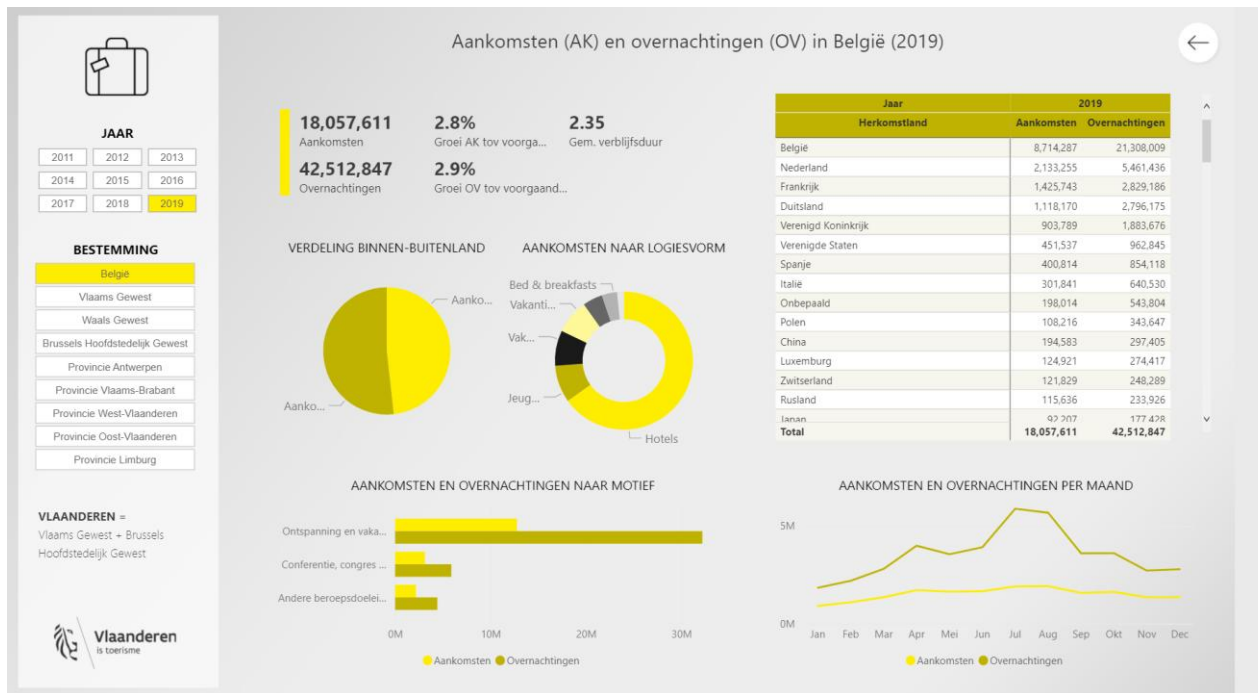 Aankomsten (AK) en overnachtingen (OV) in België (2019)
JAAR
2011 2012 2013
2014 2015 2016
2017 2018 2019
BESTEMMING
België
Vlaams Gewest
Waals Gewest
Brussels Hoofdstedelijk Gewest
Provincie Antwerpen
Provincie Vlaams-Brabant
Provincie West-Vlaanderen
Provincie Oost-Vlaanderen
Provincie Limburg
VLAANDEREN =
Vlaams Gewest + Brussels
Hoofdstedelijk Gewest
Vlaanderen
is toerisme
18,057,611 2.8% 2.35
Aankomsten Groei AK tov voorga... Gem. verblijfsduur
42,512,847 2.9%
Overnachtingen Groei OV tov voorgaand...
VERDELING BINNEN-BUITENLAND
Aanko...
Aanko...
AANKOMSTEN NAAR LOGIESVORM
Bed & breakfasts
Vakanti...
Vak...
Jeug...
Hotels
Jaar 2019
Herkomstland Aankomsten Overnachtingen
België 8,714,287 21,308,009
Nederland 2,133,255 5,461,436
Frankrijk 1,425,743 2,829,186
Duitsland 1,118,170 2,796,175
Verenigd Koninkrijk 903,789 1,883,676
Verenigde Staten 451,537 962,845
Spanje 400,814 854,118
Italië 301,841 640,530
Onbepaald 198,014 543,804
Polen 108,216 343,647
China 194,583 297,405
Luxemburg 124,921 274,417
Zwitserland 121,829 248,289
Rusland 115,636 233,926
Japan 92,207 177,428
Total 18,057,611 42,512,847
AANKOMSTEN EN OVERNACHTINGEN NAAR MOTIEF
Ontspanning en vaka...
Conferentie, congres ...
Andere beroepsdoelei...
0M 10M 20M 30M
Aankomsten Overnachtingen
AANKOMSTEN EN OVERNACHTINGEN PER MAAND
5M
0M
Jan Feb Mar Apr Mei Jun Jul Aug Sep Okt Nov Dec
Aankomsten Overnachtingen